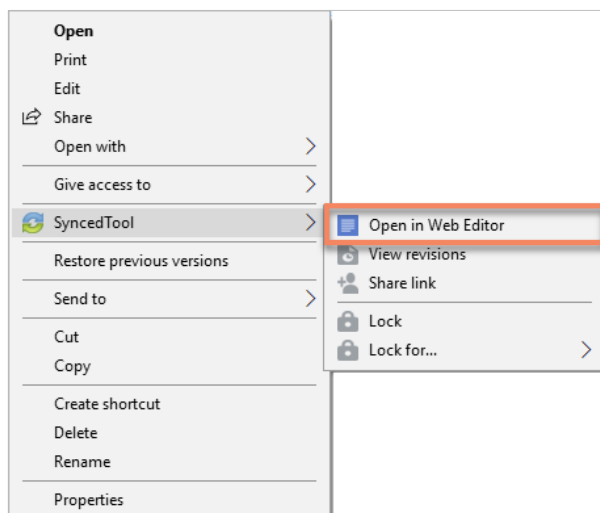 Open
Print
Edit
Share
Open with
Give access to
SyncedTool
Restore previous versions
Send to
Cut
Copy
Create shortcut
Delete
Rename
Properties
Open in Web Editor
View revisions
Share link
Lock
Lock for...